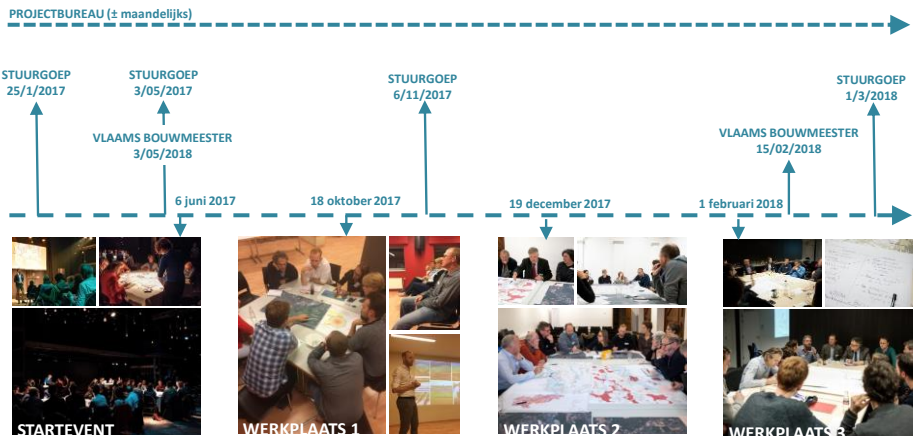 PROJECTBUREAU (± maandelijks)
STUURGOEP
25/1/2017
STUURGOEP
3/05/2017
VLAAMS BOUWMEESTER
3/05/2018
STUURGOEP
6/11/2017
STUURGOEP
1/3/2018
VLAAMS BOUWMEESTER
15/02/2018
6 juni 2017
18 oktober 2017
19 december 2017
1 februari 2018
STARTEVENT
WERKPLAATS 1
WERKPLAATS 2
WERKPLAATS 3